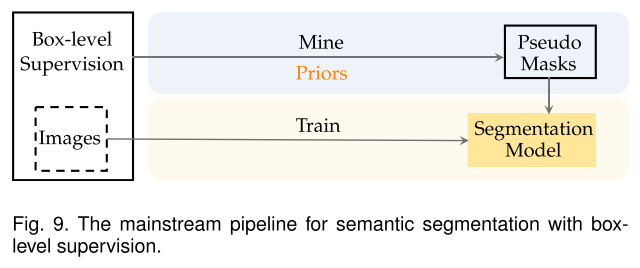 Box-level
Supervision
Mine
Priors
Pseudo
Masks
Images
Train
Segmentation
Model
Fig. 9. The mainstream pipeline for semantic segmentation with box-
level supervision.